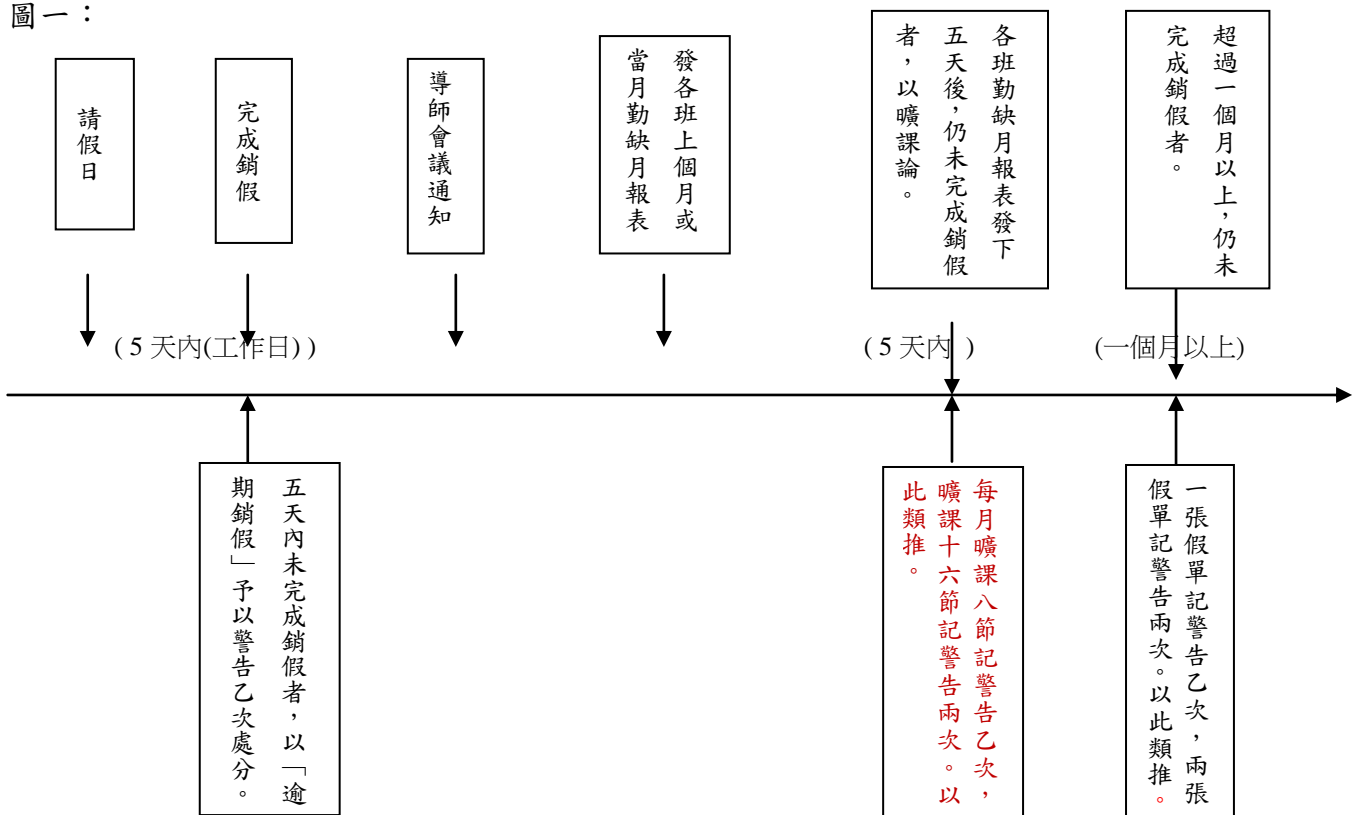 圖一：
請假日
完成銷假
導師會議通知
發各班上個月或
當月勤缺月報表
各班勤缺月報表發下
五天後，仍未完成銷假
者，以曠課論。
超過一個月以上，仍未
完成銷假者。
( 5 天內(工作日) )
( 5 天內 )
(一個月以上)
五天內未完成銷假者，以「逾
期銷假」予以警告乙次處分。
每月曠課八節記警告乙次，
曠課十六節記警告兩次。以
此類推。
一張假單記警告乙次，兩張
假單記警告兩次。以此類推。